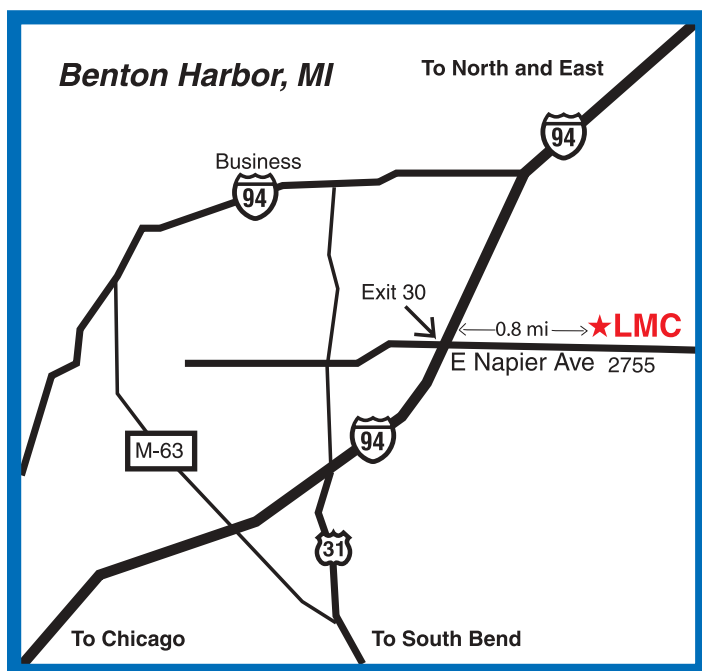 Benton Harbor, MI
To North and East
94
Business
94
Exit 30
0.8 mi
★LMC
E Napier Ave 2755
94
M-63
31
To Chicago
To South Bend